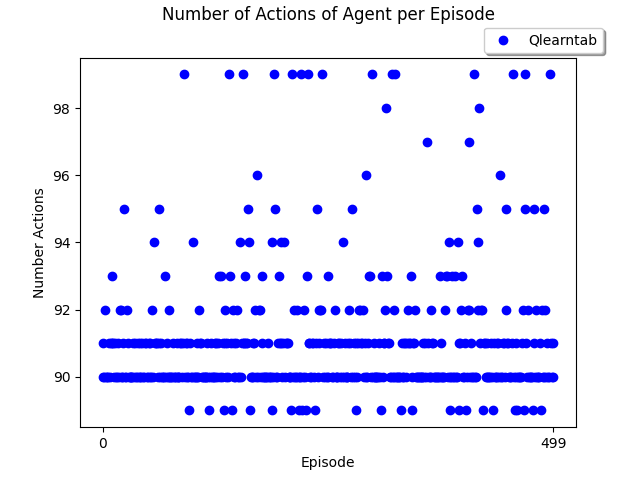 Number of Actions of Agent per Episode
Qlearntab
98
96
94
92
90
Number Actions
0
499
Episode